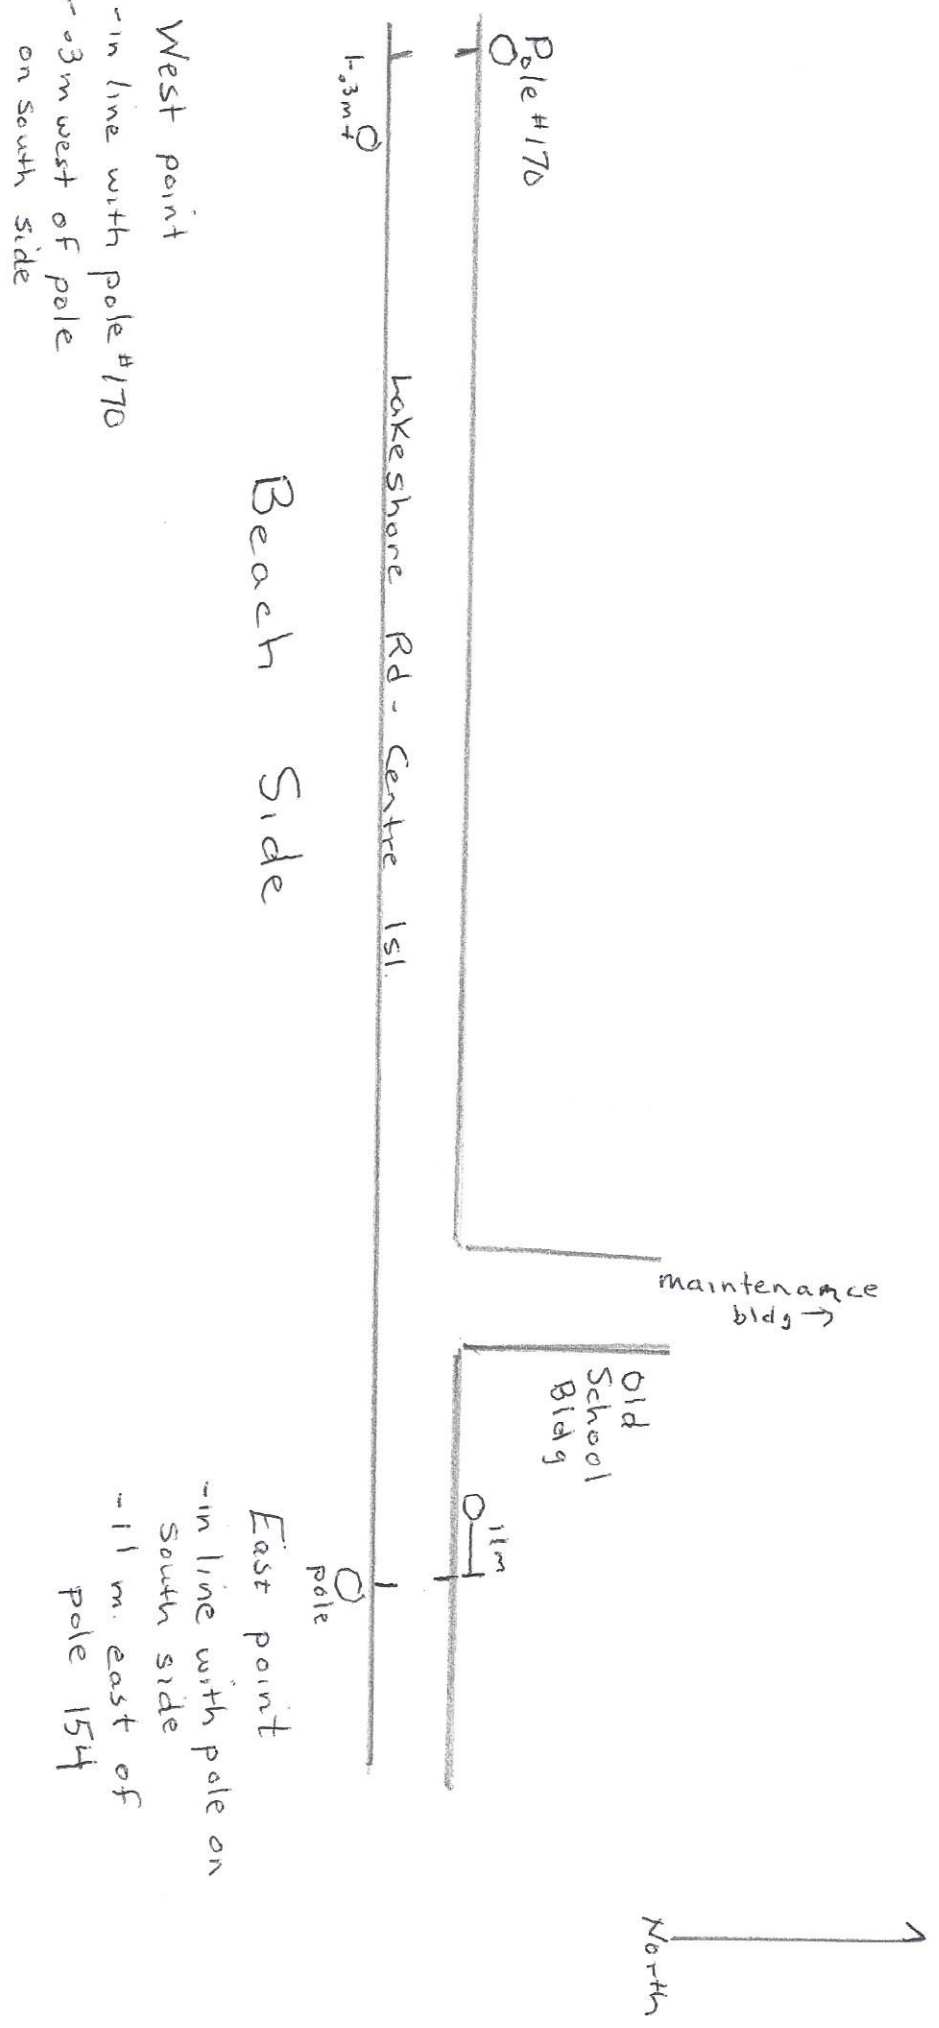 Pole #170
.3m
West point
- in line with pole #170
- .3m west of pole
on south side
Lakeshore Rd - Centre Isl.
Beach Side
maintenance
bldg →
Old
School
Bldg
11m
pole
East point
- in line with pole on
south side
- 11 m. east of
pole 154
North